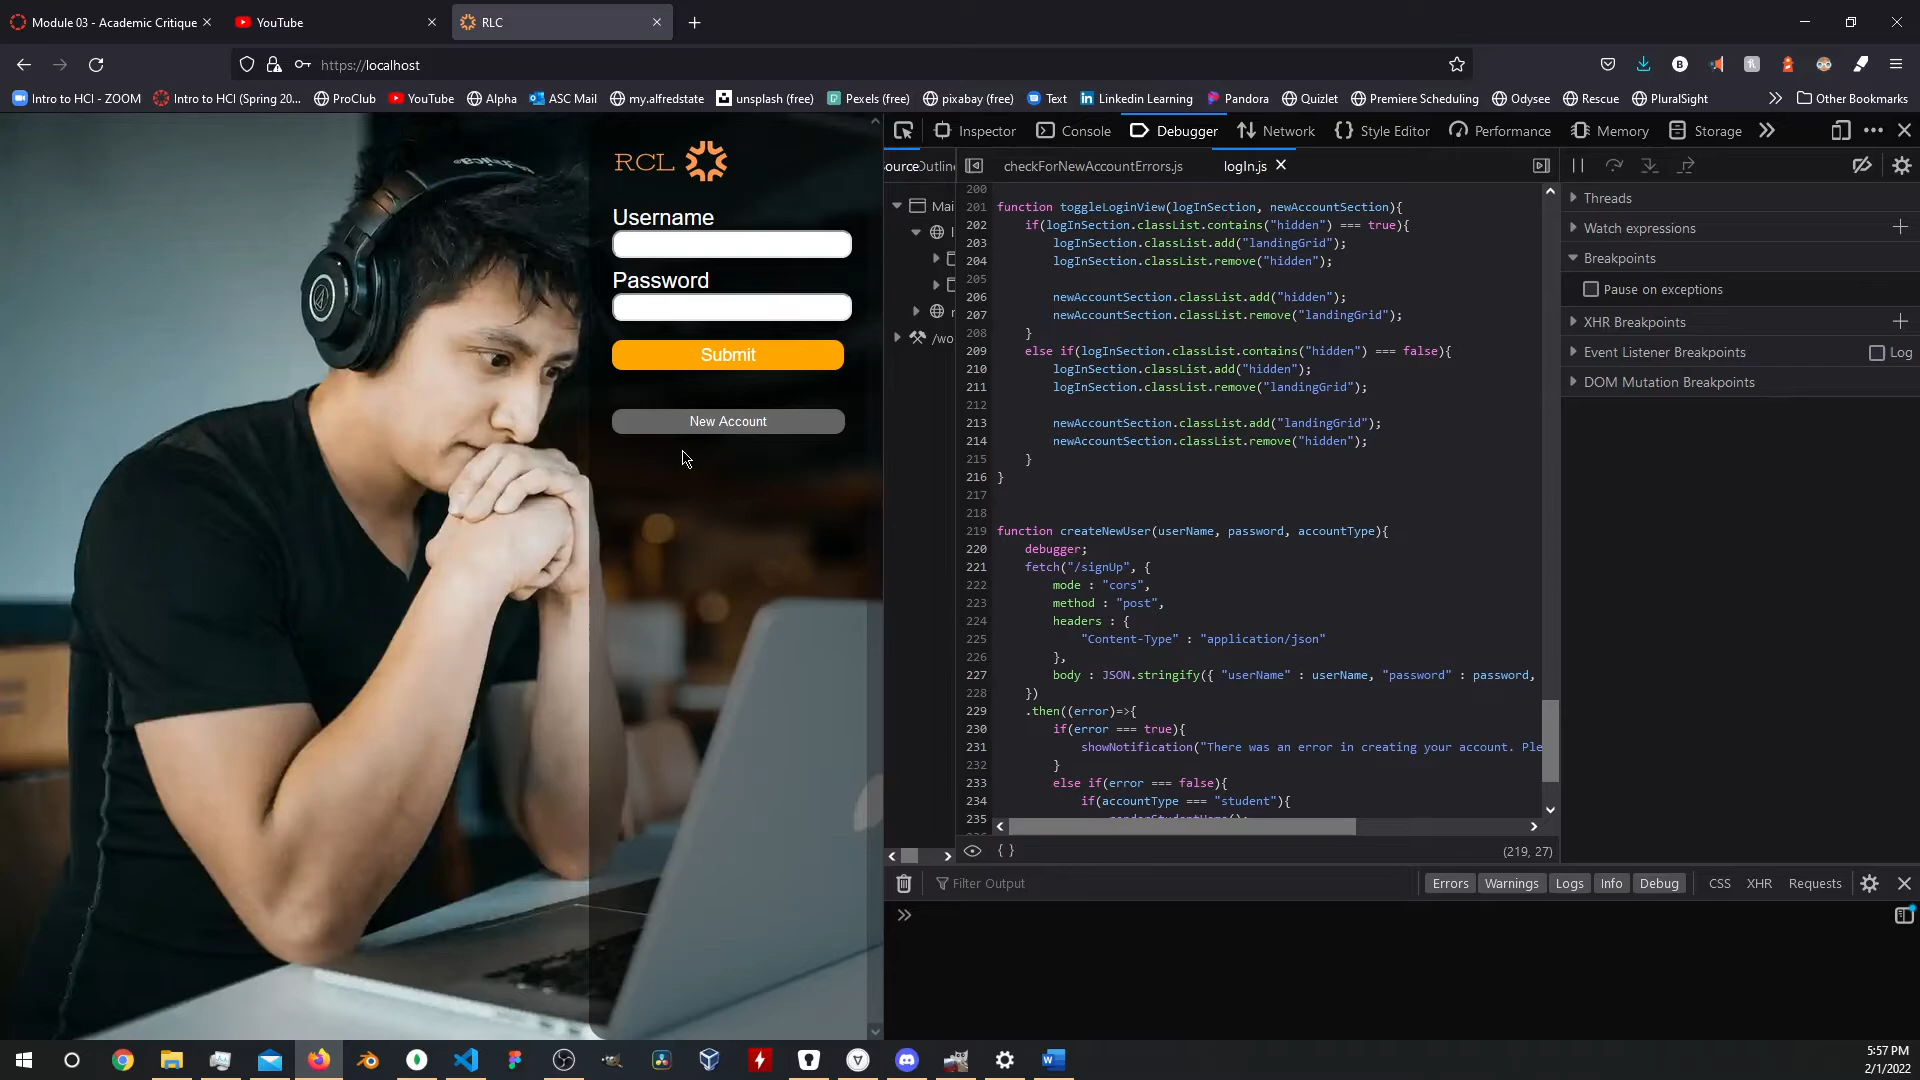 Module 03 - Academic Critique
YouTube
RLC
https://localhost
Intro to HCI - ZOOM
Intro to HCI (Spring 20...
ProClub
YouTube
Alpha
ASC Mail
my.alfredstate
unsplash (free)
Pexels (free)
pixabay (free)
Text
Linkedin Learning
Pandora
Quizlet
Premiere Scheduling
Odysee
Rescue
PluralSight
Other Bookmarks
RCL
Username
Password
Submit
New Account
Inspector
Console
Debugger
Network
Style Editor
Performance
Memory
Storage
ource
Outlin
checkForNewAccountErrors.js
logIn.js
Mai
/wo
200
201 function toggleLoginView(logInSection, newAccountSection){
202 if(logInSection.classList.contains("hidden") === true){
203 logInSection.classList.add("landingGrid");
204 logInSection.classList.remove("hidden");
205
206 newAccountSection.classList.add("hidden");
207 newAccountSection.classList.remove("landingGrid");
208 }
209 else if(logInSection.classList.contains("hidden") === false){
210 logInSection.classList.add("hidden");
211 logInSection.classList.remove("landingGrid");
212
213 newAccountSection.classList.add("landingGrid");
214 newAccountSection.classList.remove("hidden");
215 }
216 }
217
218
219 function createNewUser(userName, password, accountType){
220 debugger;
221 fetch("/signUp", {
222 mode : "cors",
223 method : "post",
224 headers : {
225 "Content-Type" : "application/json"
226 },
227 body : JSON.stringify({ "userName" : userName, "password" : password,
228 })
229 .then((error)=>{
230 if(error === true){
231 showNotification("There was an error in creating your account. Ple
232 }
233 else if(error === false){
234 if(accountType === "student"){
235
{ }
(219, 27)
Threads
Watch expressions
Breakpoints
Pause on exceptions
XHR Breakpoints
Event Listener Breakpoints
Log
DOM Mutation Breakpoints
Filter Output
Errors
Warnings
Logs
Info
Debug
CSS
XHR
Requests
5:57 PM
2/1/2022